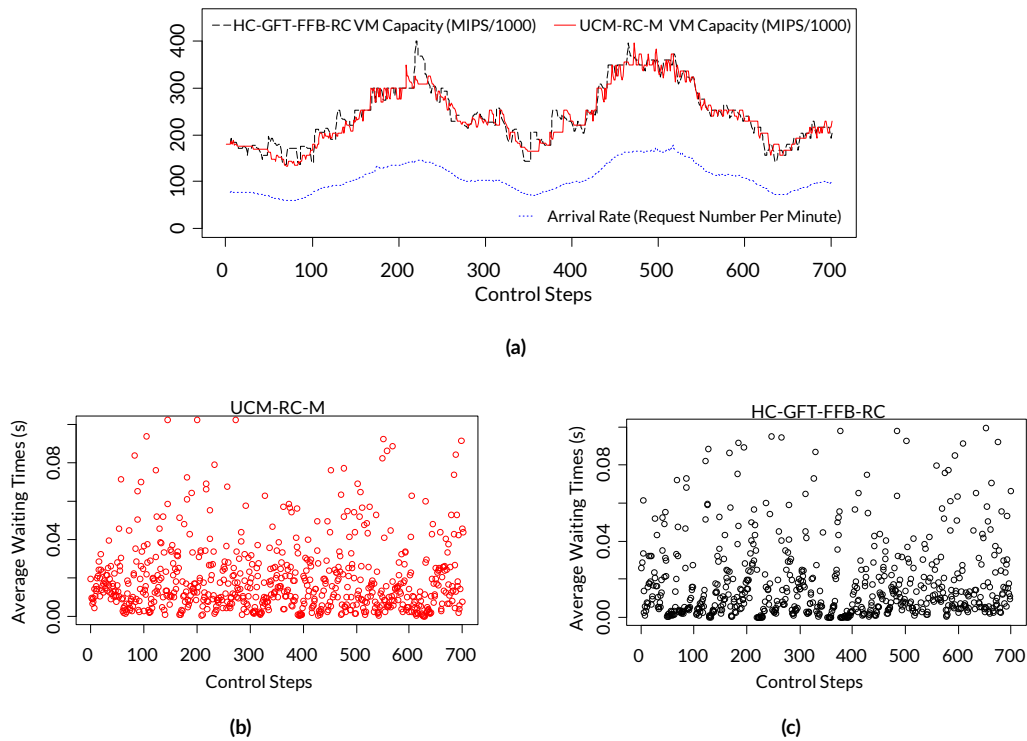 HC-GFT-FFB-RC VM Capacity (MIPS/1000) UCM-RC-M VM Capacity (MIPS/1000)
400
300
200
100
0
Arrival Rate (Request Number Per Minute)
0 100 200 300 400 500 600 700
Control Steps
(a)
UCM-RC-M
Average Waiting Times (s)
0.08
0.04
0.00
0 100 200 300 400 500 600 700
Control Steps
(b)
HC-GFT-FFB-RC
Average Waiting Times (s)
0.08
0.04
0.00
0 100 200 300 400 500 600 700
Control Steps
(c)